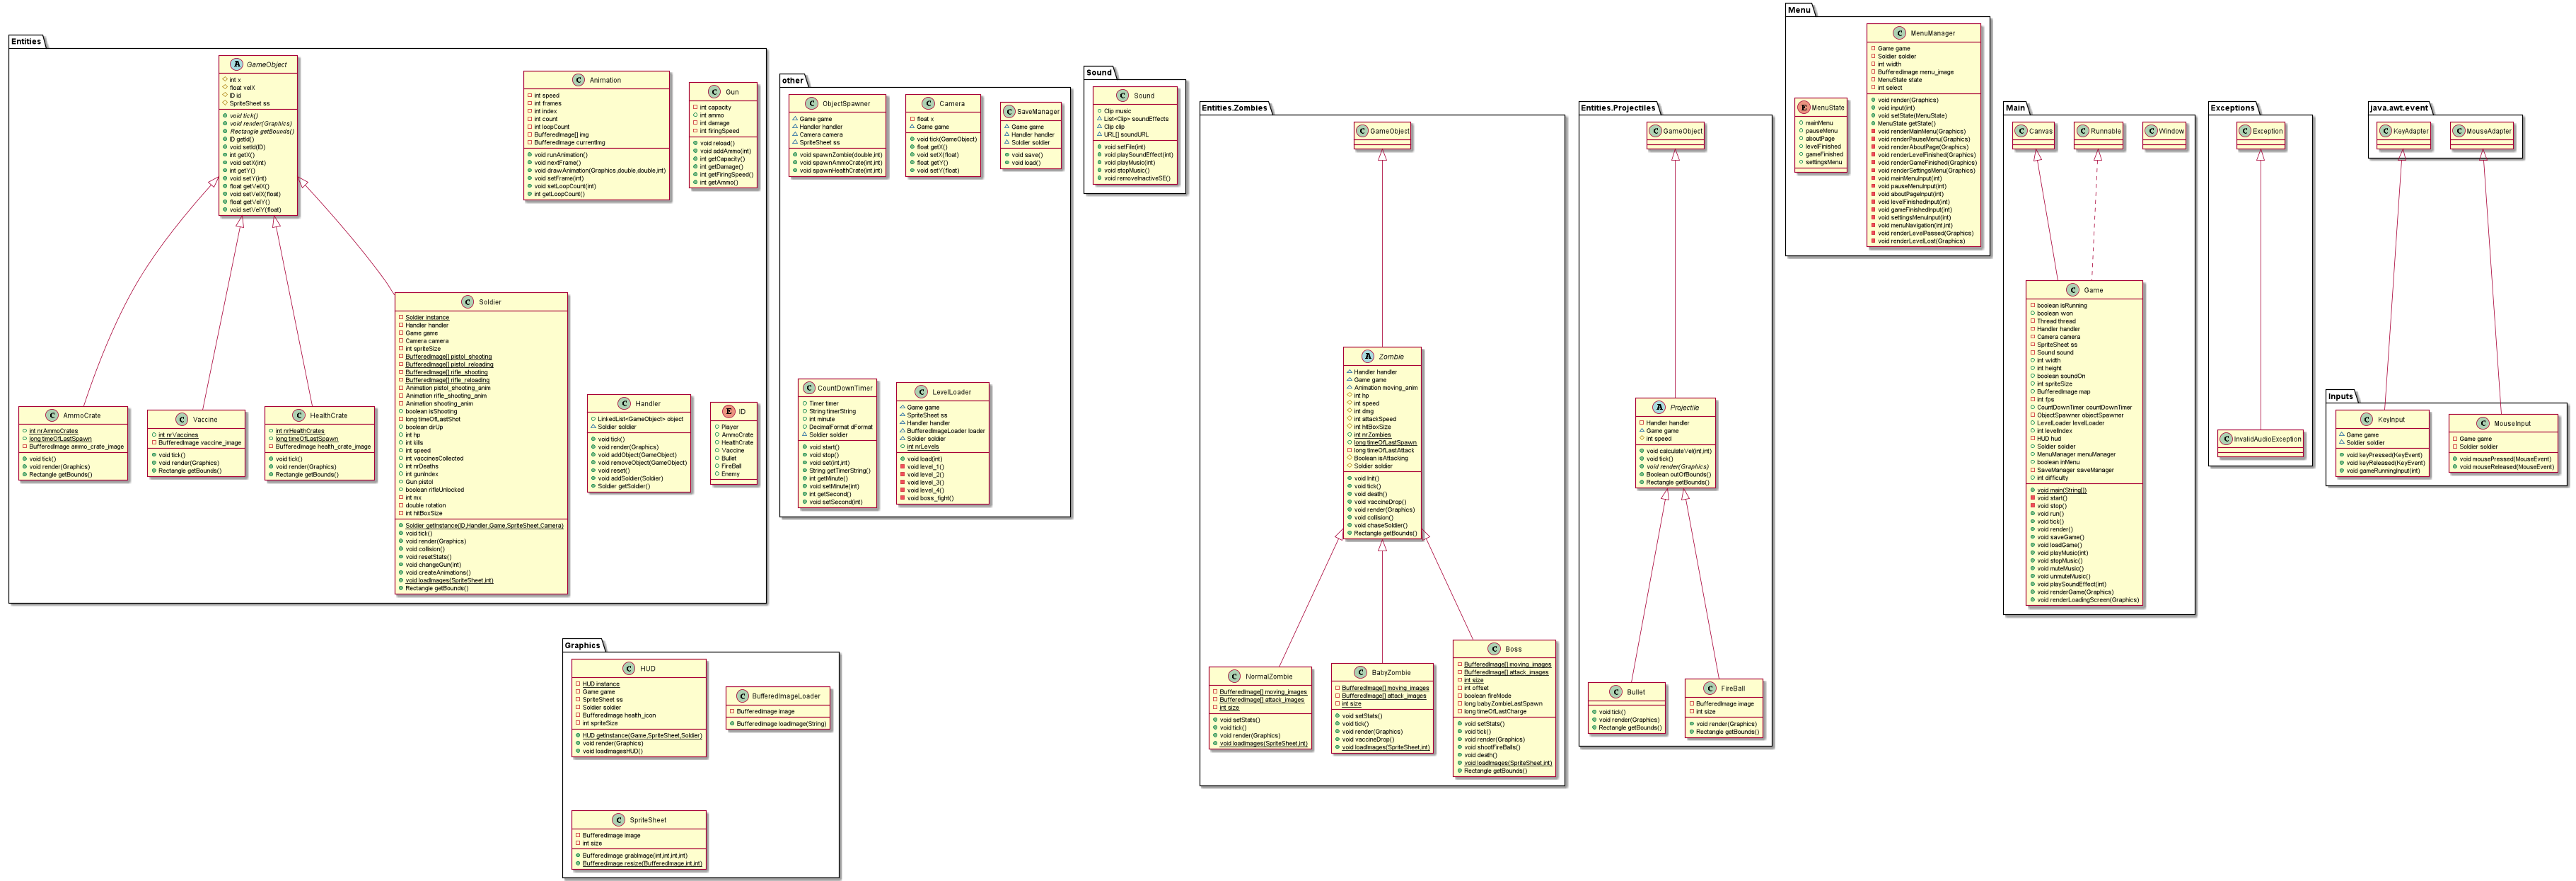 Entities
GameObject
int x
float velX
ID id
SpriteSheet ss
void tick()
void render(Graphics)
Rectangle getBounds()
ID getId()
void setId(ID)
int getX()
void setX(int)
int getY()
void setY(int)
float getVelX()
void setVelX(float)
float getVelY()
void setVelY(float)
Animation
int speed
int frames
int index
int count
int loopCount
BufferedImage[] img
BufferedImage currentImg
void runAnimation()
void nextFrame()
void drawAnimation(Graphics,double,double,int)
void setFrame(int)
void setLoopCount(int)
int getLoopCount()
Gun
int capacity
int ammo
int damage
int firingSpeed
void reload()
void addAmmo(int)
int getCapacity()
int getDamage()
int getFiringSpeed()
int getAmmo()
AmmoCrate
int nrAmmoCrates
long timeOfLastSpawn
BufferedImage ammo_crate_image
void tick()
void render(Graphics)
Rectangle getBounds()
Vaccine
int nrVaccines
BufferedImage vaccine_image
void tick()
void render(Graphics)
Rectangle getBounds()
HealthCrate
int nrHealthCrates
long timeOfLastSpawn
BufferedImage health_crate_image
void tick()
void render(Graphics)
Rectangle getBounds()
Soldier
Soldier instance
Handler handler
Game game
Camera camera
int spriteSize
BufferedImage[] pistol_shooting
BufferedImage[] pistol_reloading
BufferedImage[] rifle_shooting
BufferedImage[] rifle_reloading
Animation pistol_shooting_anim
Animation rifle_shooting_anim
Animation shooting_anim
boolean isShooting
long timeOfLastShot
boolean dirUp
int hp
int kills
int speed
int vaccinesCollected
int nrDeaths
int gunIndex
Gun pistol
boolean rifleUnlocked
int mx
double rotation
int hitBoxSize
Soldier getInstance(ID,Handler,Game,SpriteSheet,Camera)
void tick()
void render(Graphics)
void collision()
void resetStats()
void changeGun(int)
void createAnimations()
void loadImages(SpriteSheet,int)
Rectangle getBounds()
Handler
LinkedList<GameObject> object
Soldier soldier
void tick()
void render(Graphics)
void addObject(GameObject)
void removeObject(GameObject)
void reset()
void addSoldier(Soldier)
Soldier getSoldier()
ID
Player
AmmoCrate
HealthCrate
Vaccine
Bullet
FireBall
Enemy
other
ObjectSpawner
Game game
Handler handler
Camera camera
SpriteSheet ss
void spawnZombie(double,int)
void spawnAmmoCrate(int,int)
void spawnHealthCrate(int,int)
Camera
float x
Game game
void tick(GameObject)
float getX()
void setX(float)
float getY()
void setY(float)
SaveManager
Game game
Handler handler
Soldier soldier
void save()
void load()
CountDownTimer
Timer timer
String timerString
int minute
DecimalFormat dFormat
Soldier soldier
void start()
void stop()
void set(int,int)
String getTimerString()
int getMinute()
void setMinute(int)
int getSecond()
void setSecond(int)
LevelLoader
Game game
SpriteSheet ss
Handler handler
BufferedImageLoader loader
Soldier soldier
int nrLevels
void load(int)
void level_1()
void level_2()
void level_3()
void level_4()
void boss_fight()
Sound
Sound
Clip music
List<Clip> soundEffects
Clip clip
URL[] soundURL
void setFile(int)
void playSoundEffect(int)
void playMusic(int)
void stopMusic()
void removeInactiveSE()
Entities.Zombies
GameObject
Zombie
Handler handler
Game game
Animation moving_anim
int hp
int speed
int dmg
int attackSpeed
int hitBoxSize
int nrZombies
long timeOfLastSpawn
long timeOfLastAttack
Boolean isAttacking
Soldier soldier
void init()
void tick()
void death()
void vaccineDrop()
void render(Graphics)
void collision()
void chaseSoldier()
Rectangle getBounds()
NormalZombie
BufferedImage[] moving_images
BufferedImage[] attack_images
int size
void setStats()
void tick()
void render(Graphics)
void loadImages(SpriteSheet,int)
BabyZombie
BufferedImage[] moving_images
BufferedImage[] attack_images
int size
void setStats()
void tick()
void render(Graphics)
void vaccineDrop()
void loadImages(SpriteSheet,int)
Boss
BufferedImage[] moving_images
BufferedImage[] attack_images
int size
int offset
boolean fireMode
long babyZombieLastSpawn
long timeOfLastCharge
void setStats()
void tick()
void render(Graphics)
void shootFireBalls()
void death()
void loadImages(SpriteSheet,int)
Rectangle getBounds()
Entities.Projectiles
GameObject
Projectile
Handler handler
Game game
int speed
void calculateVel(int,int)
void tick()
void render(Graphics)
Boolean outOfBounds()
Rectangle getBounds()
Bullet
void tick()
void render(Graphics)
Rectangle getBounds()
FireBall
BufferedImage image
int size
void render(Graphics)
Rectangle getBounds()
Menu
MenuState
mainMenu
pauseMenu
aboutPage
levelFinished
gameFinished
settingsMenu
MenuManager
Game game
Soldier soldier
int width
BufferedImage menu_image
MenuState state
int select
void render(Graphics)
void input(int)
void setState(MenuState)
MenuState getState()
void renderMainMenu(Graphics)
void renderPauseMenu(Graphics)
void renderAboutPage(Graphics)
void renderLevelFinished(Graphics)
void renderGameFinished(Graphics)
void renderSettingsMenu(Graphics)
void mainMenuInput(int)
void pauseMenuInput(int)
void aboutPageInput(int)
void levelFinishedInput(int)
void gameFinishedInput(int)
void settingsMenuInput(int)
void menuNavigation(int,int)
void renderLevelPassed(Graphics)
void renderLevelLost(Graphics)
Main
Canvas
Runnable
Window
Game
boolean isRunning
boolean won
Thread thread
Handler handler
Camera camera
SpriteSheet ss
Sound sound
int width
int height
boolean soundOn
int spriteSize
BufferedImage map
int fps
CountDownTimer countDownTimer
ObjectSpawner objectSpawner
LevelLoader levelLoader
int levelIndex
HUD hud
Soldier soldier
MenuManager menuManager
boolean inMenu
SaveManager saveManager
int difficulty
void main(String[])
void start()
void stop()
void run()
void tick()
void render()
void saveGame()
void loadGame()
void playMusic(int)
void stopMusic()
void muteMusic()
void unmuteMusic()
void playSoundEffect(int)
void renderGame(Graphics)
void renderLoadingScreen(Graphics)
Exceptions
Exception
InvalidAudioException
java.awt.event
KeyAdapter
MouseAdapter
Inputs
KeyInput
Game game
Soldier soldier
void keyPressed(KeyEvent)
void keyReleased(KeyEvent)
void gameRunningInput(int)
MouseInput
Game game
Soldier soldier
void mousePressed(MouseEvent)
void mouseReleased(MouseEvent)
Graphics
HUD
HUD instance
Game game
SpriteSheet ss
Soldier soldier
BufferedImage health_icon
int spriteSize
HUD getInstance(Game,SpriteSheet,Soldier)
void render(Graphics)
void loadImagesHUD()
BufferedImageLoader
BufferedImage image
BufferedImage loadImage(String)
SpriteSheet
BufferedImage image
int size
BufferedImage grabImage(int,int,int,int)
BufferedImage resize(BufferedImage,int,int)